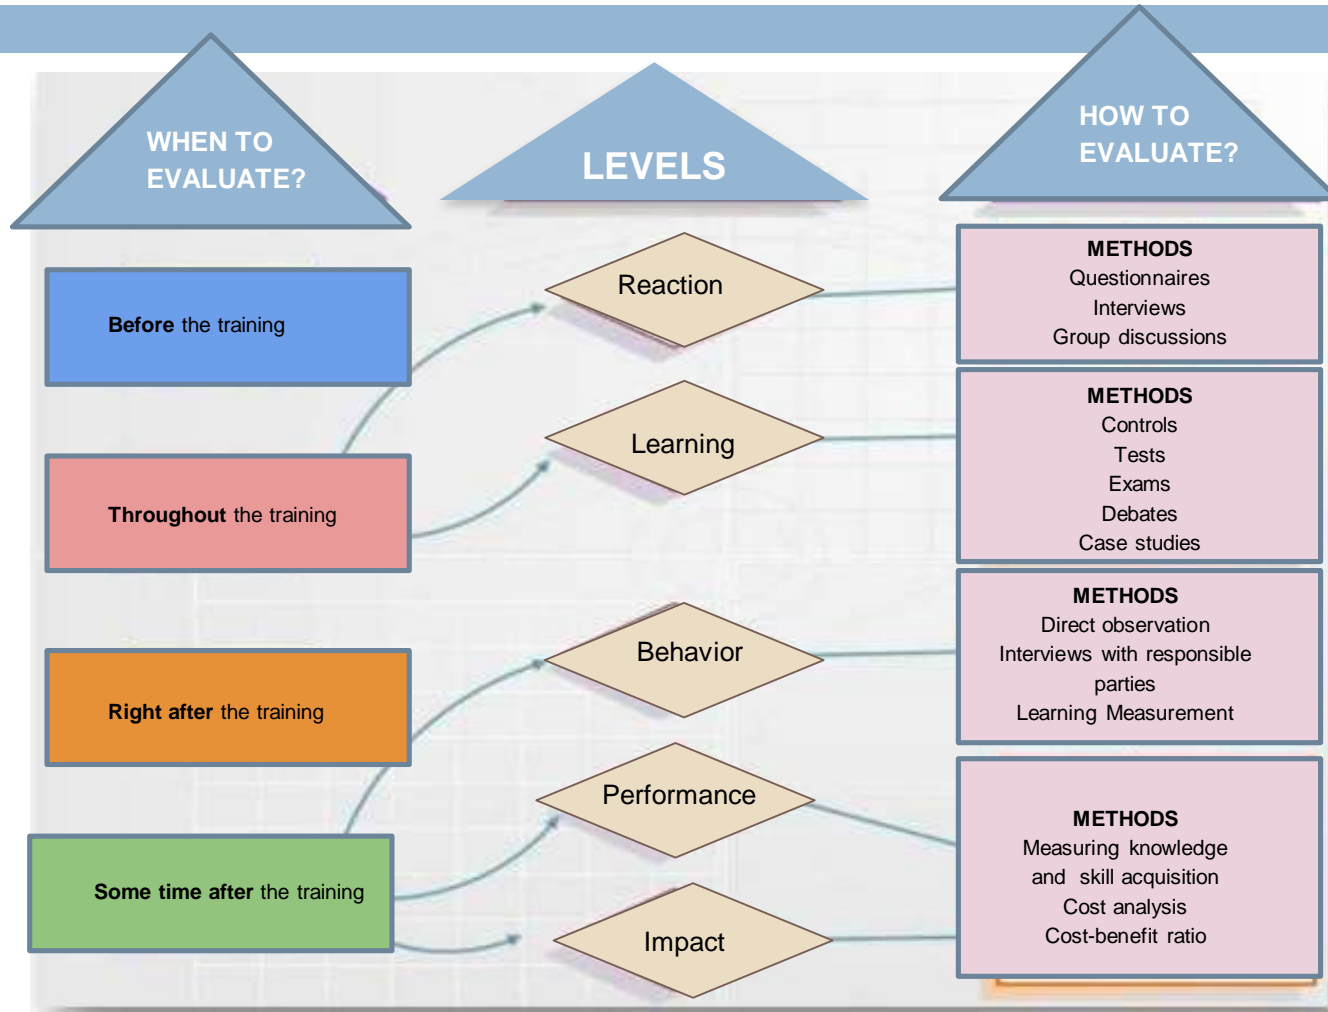 WHEN TO
EVALUATE?
Before the training
Throughout the training
Right after the training
Some time after the training
LEVELS
Reaction
Learning
Behavior
Performance
Impact
HOW TO
EVALUATE?
METHODS
Questionnaires
Interviews
Group discussions
METHODS
Controls
Tests
Exams
Debates
Case studies
METHODS
Direct observation
Interviews with responsible
parties
Learning Measurement
METHODS
Measuring knowledge
and skill acquisition
Cost analysis
Cost-benefit ratio